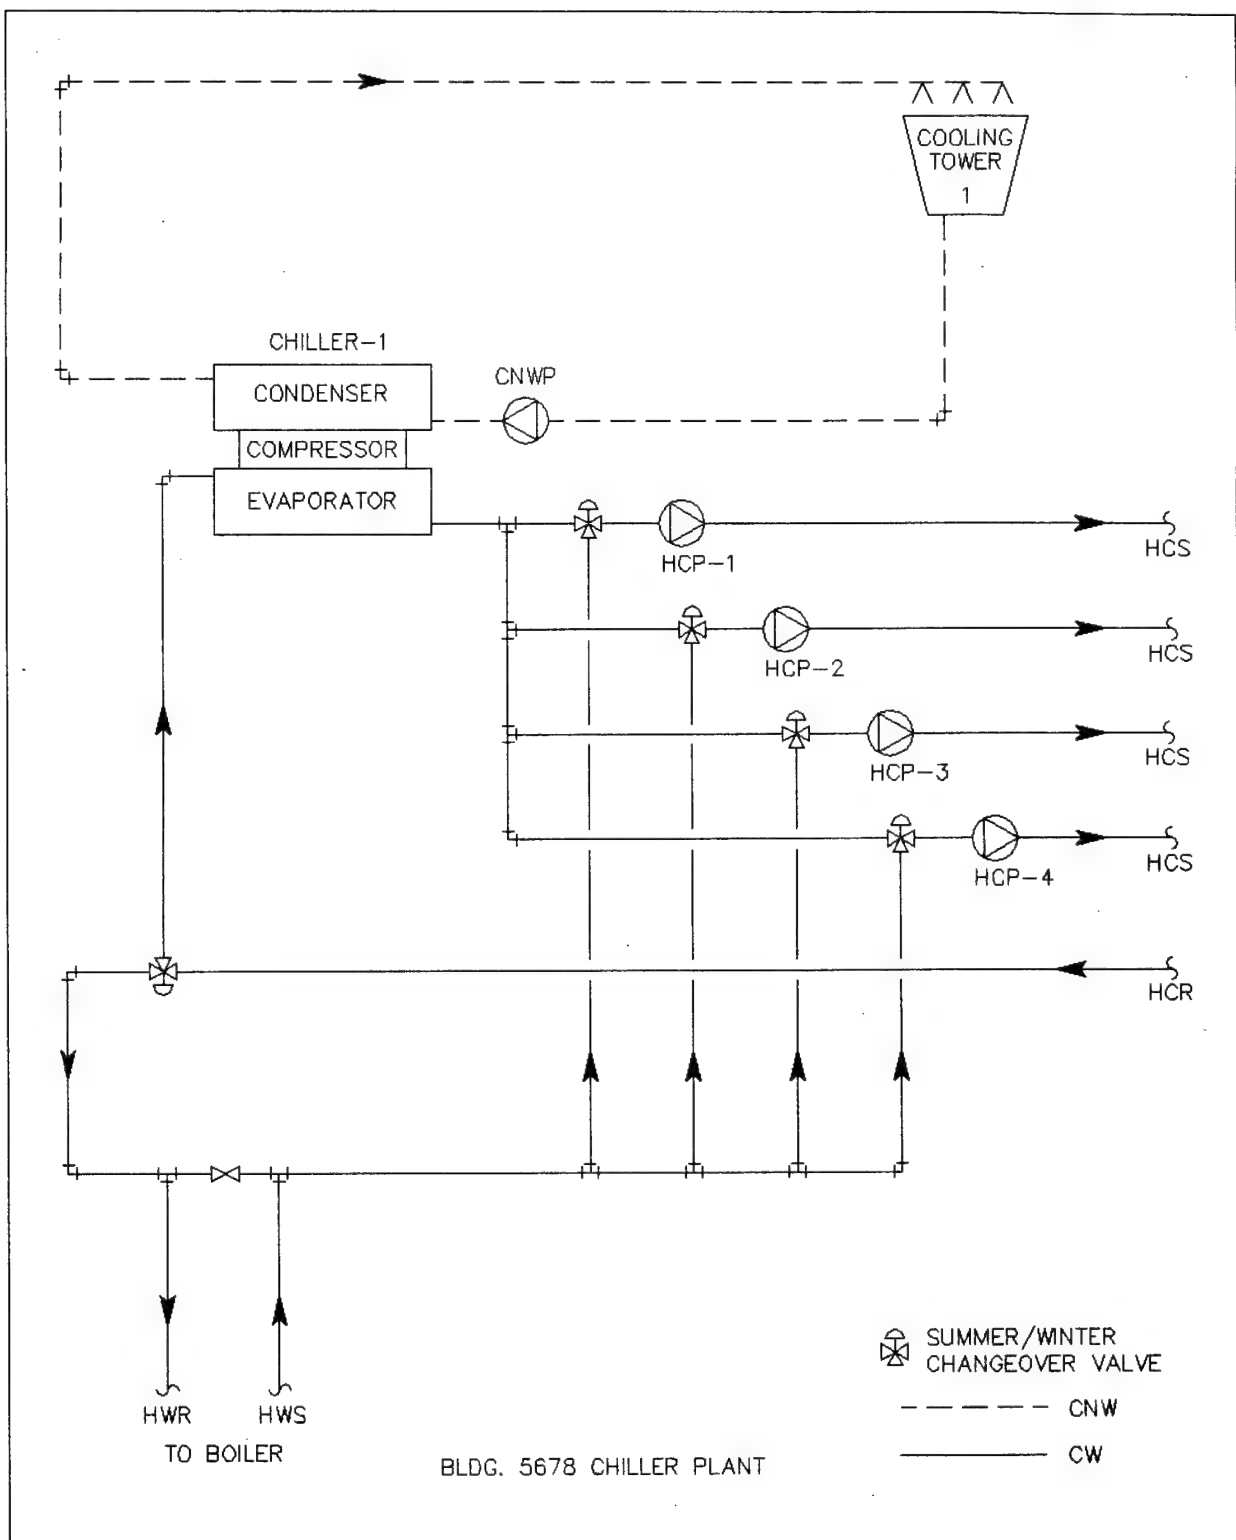 COOLING
TOWER
1
CHILLER-1
CONDENSER
CNWP
COMPRESSOR
EVAPORATOR
HCP-1
HCS
HCP-2
HCS
HCP-3
HCS
HCP-4
HCS
HCR
SUMMER/WINTER
CHANGEOVER VALVE
HWR
HWS
CNW
TO BOILER
CW
BLDG. 5678 CHILLER PLANT